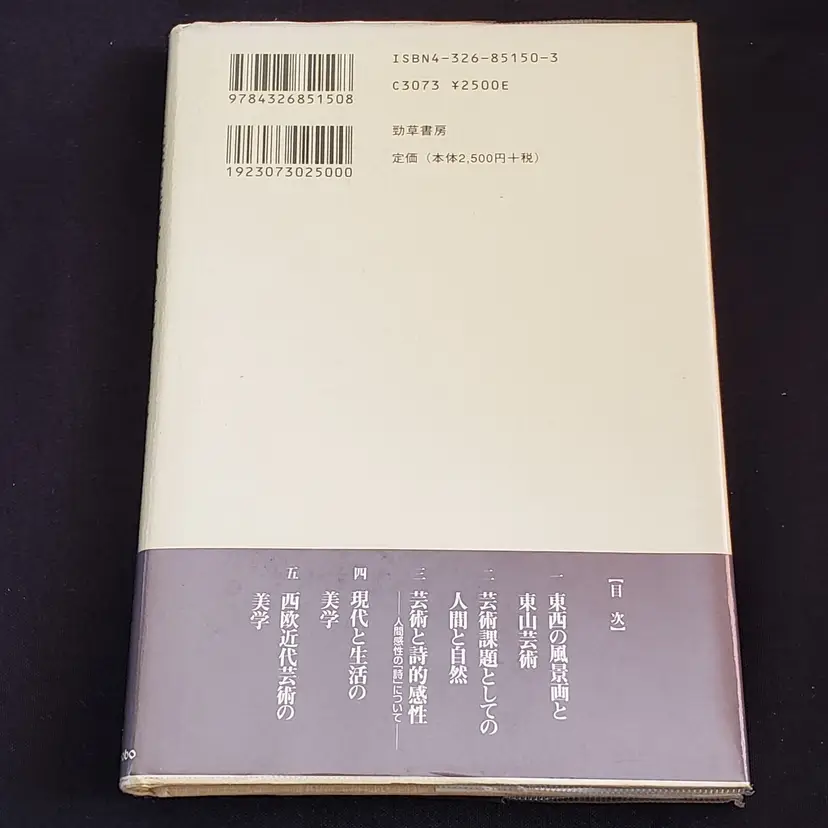 ISBN4-326-85150-3
C3073 ¥2500E
9784326851508
勁草書房
定価（本体2,500円＋税）
1923073025000
【目 次】
一 東西の風景画と
東山芸術
二 芸術課題としての
人間と自然
三 芸術と詩的感性
──人間感性の「詩」について──
四 現代と生活の
美学
五 西欧近代芸術の
美学